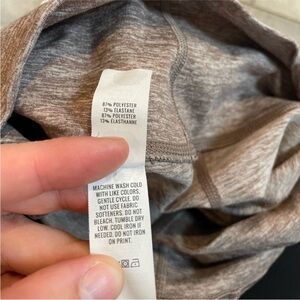 87% POLYESTER
13% ELASTANE
87% POLYESTER
13% ELASTHANNE
MACHINE WASH COLD
WITH LIKE COLORS,
GENTLE CYCLE. DO
NOT USE FABRIC
SOFTENERS. DO NOT
BLEACH. TUMBLE DRY
LOW. COOL IRON IF
NEEDED. DO NOT IRON
ON PRINT.